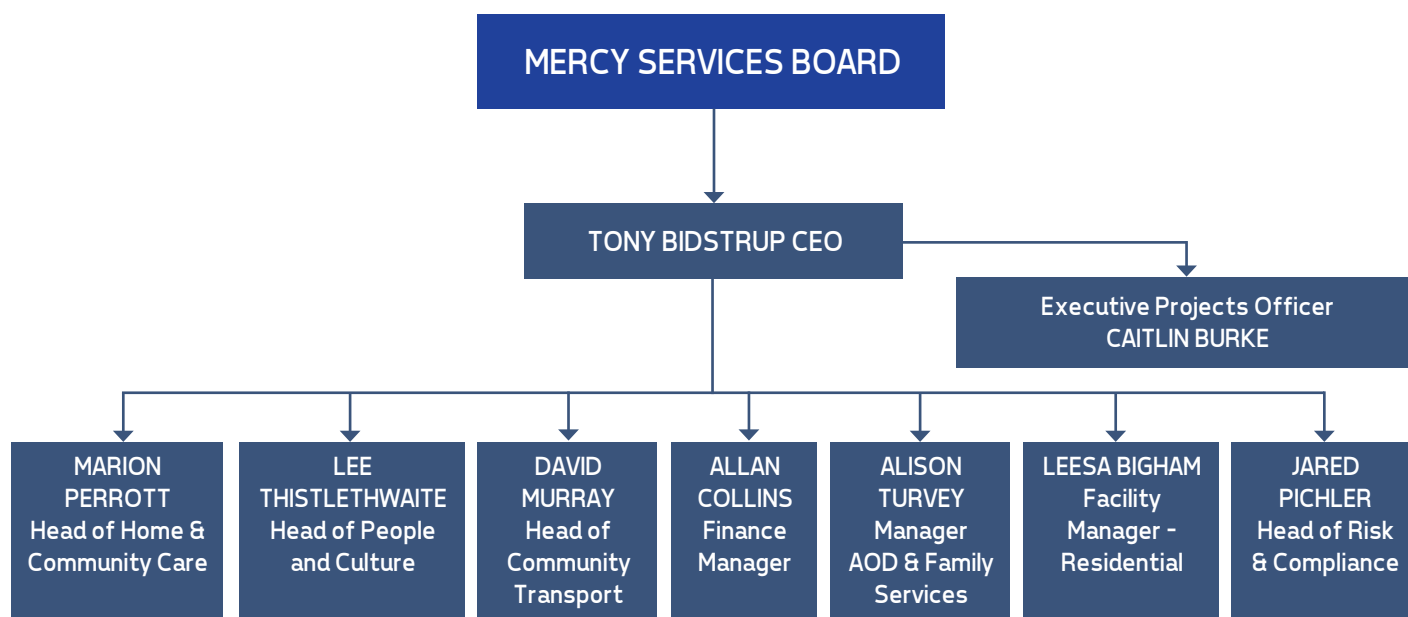 MERCY SERVICES BOARD
TONY BIDSTRUP CEO
Executive Projects Officer
CAITLIN BURKE
MARION
PERROTT
Head of Home &
Community Care
LEE
THISTLETHWAITE
Head of People
and Culture
DAVID
MURRAY
Head of
Community
Transport
ALLAN
COLLINS
Finance
Manager
ALISON
TURVEY
Manager
AOD & Family
Services
LEESA BIGHAM
Facility
Manager -
Residential
JARED
PICHLER
Head of Risk
& Compliance